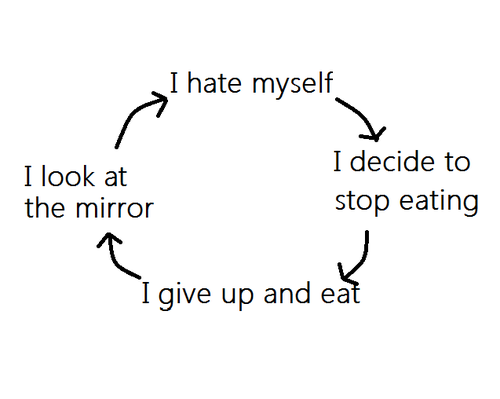 I hate myself
I decide to
stop eating
I give up and eat
I look at
the mirror